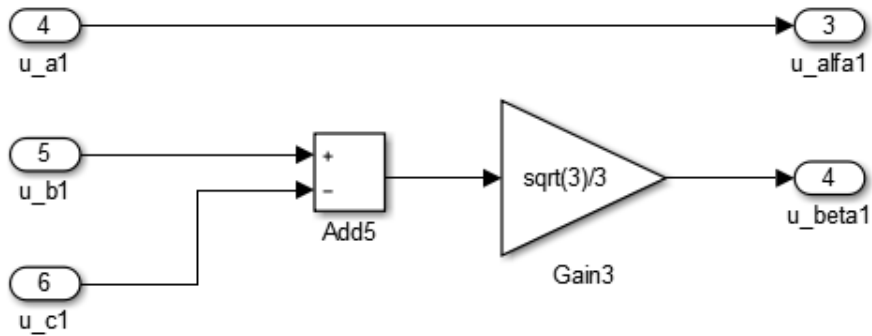 4
u_a1
3
u_alfa1
5
u_b1
+
−
Add5
sqrt(3)/3
Gain3
4
u_beta1
6
u_c1